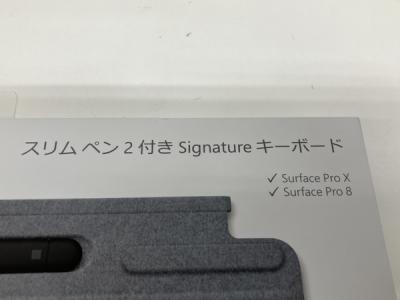 スリム ペン 2 付き Signature キーボード
✓ Surface Pro X
✓ Surface Pro 8